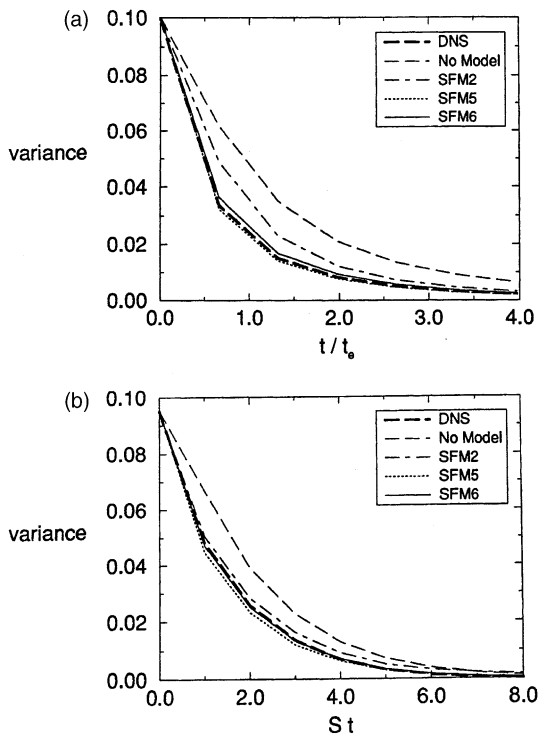 (a)
0.10
0.08
0.06
variance
0.04
0.02
0.00
0.0 1.0 2.0 3.0 4.0
t / te
DNS
No Model
SFM2
SFM5
SFM6
(b)
0.10
0.08
0.06
variance
0.04
0.02
0.00
0.0 2.0 4.0 6.0 8.0
S t
DNS
No Model
SFM2
SFM5
SFM6